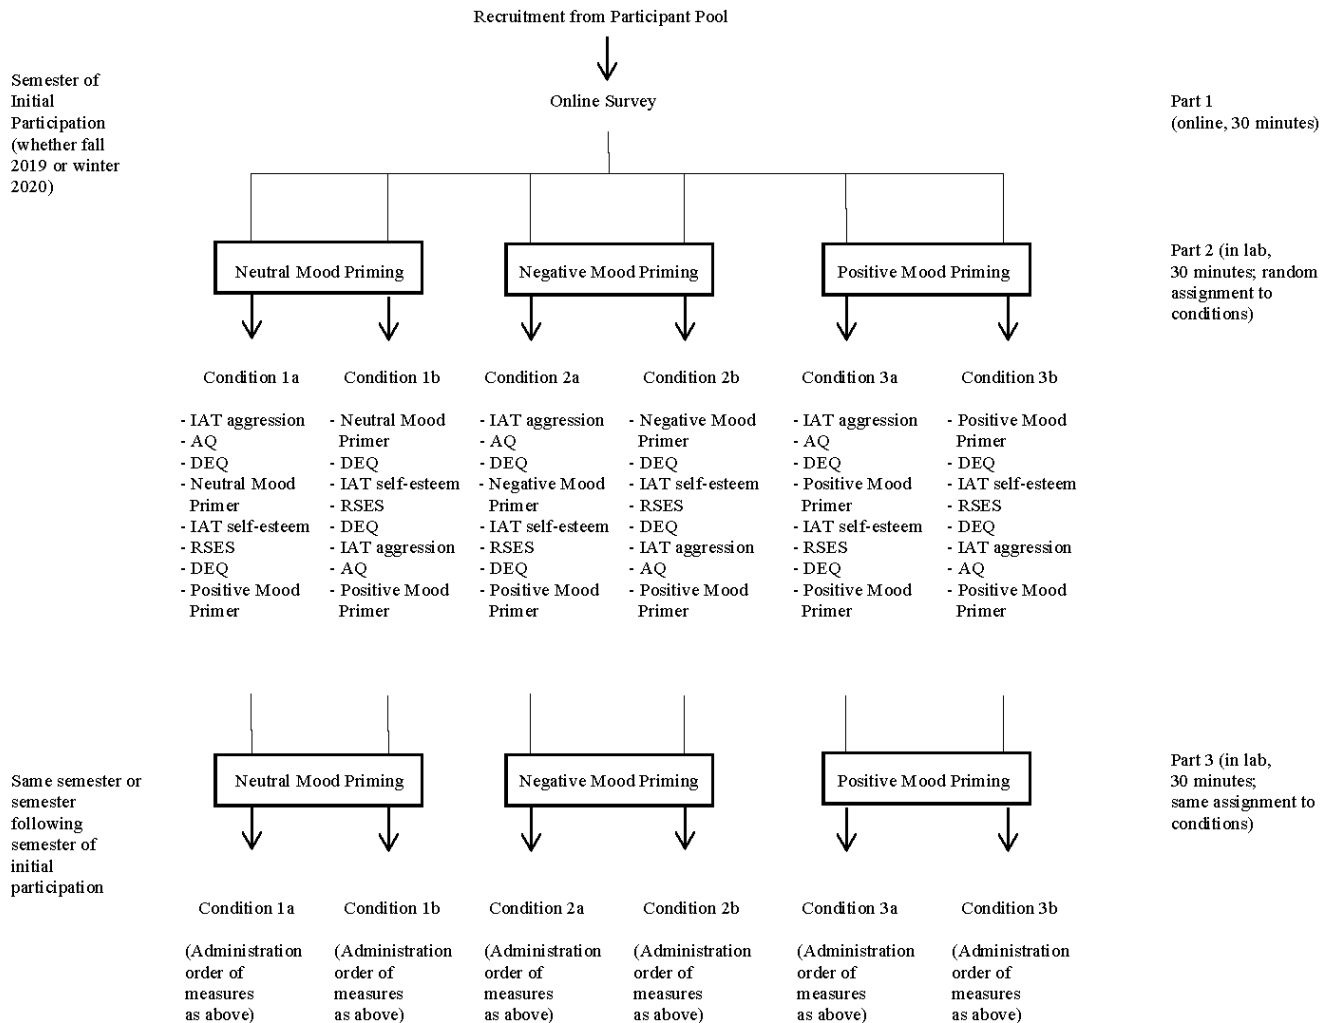 Recruitment from Participant Pool
Semester of
Initial
Participation
(whether fall
2019 or winter
2020)
Online Survey
Part 1
(online, 30 minutes)
Neutral Mood Priming
Negative Mood Priming
Positive Mood Priming
Part 2 (in lab,
30 minutes; random
assignment to
conditions)
Condition 1a
- IAT aggression
- AQ
- DEQ
- Neutral Mood
Primer
- IAT self-esteem
- RSES
- DEQ
- Positive Mood
Primer
Condition 1b
- Neutral Mood
Primer
- DEQ
- IAT self-esteem
- RSES
- DEQ
- IAT aggression
- AQ
- Positive Mood
Primer
Condition 2a
- IAT aggression
- AQ
- DEQ
- Negative Mood
Primer
- IAT self-esteem
- RSES
- DEQ
- Positive Mood
Primer
Condition 2b
- Negative Mood
Primer
- DEQ
- IAT self-esteem
- RSES
- DEQ
- IAT aggression
- AQ
- Positive Mood
Primer
Condition 3a
- IAT aggression
- AQ
- DEQ
- Positive Mood
Primer
- IAT self-esteem
- RSES
- DEQ
- Positive Mood
Primer
Condition 3b
- Positive Mood
Primer
- DEQ
- IAT self-esteem
- RSES
- DEQ
- IAT aggression
- AQ
- Positive Mood
Primer
Same semester or
semester
following
semester of
initial
participation
Neutral Mood Priming
Negative Mood Priming
Positive Mood Priming
Part 3 (in lab,
30 minutes;
same assignment to
conditions)
Condition 1a
(Administration
order of
measures
as above)
Condition 1b
(Administration
order of
measures
as above)
Condition 2a
(Administration
order of
measures
as above)
Condition 2b
(Administration
order of
measures
as above)
Condition 3a
(Administration
order of
measures
as above)
Condition 3b
(Administration
order of
measures
as above)